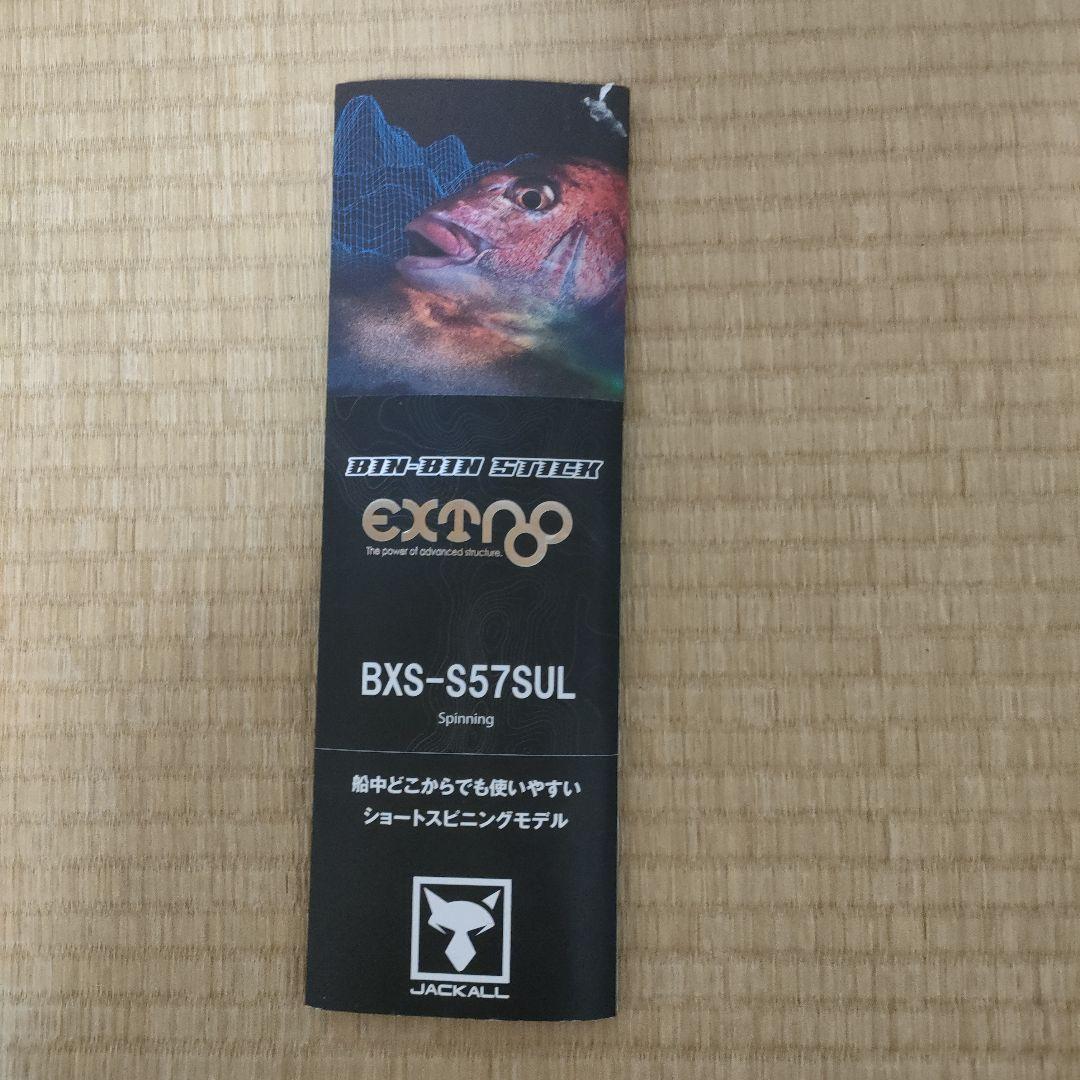 BIN-BIN STICK
EXTRO
The power of advanced structure.
BXS-S57SUL
Spinning
船中どこからでも使いやすい
ショートスピニングモデル
JACKALL